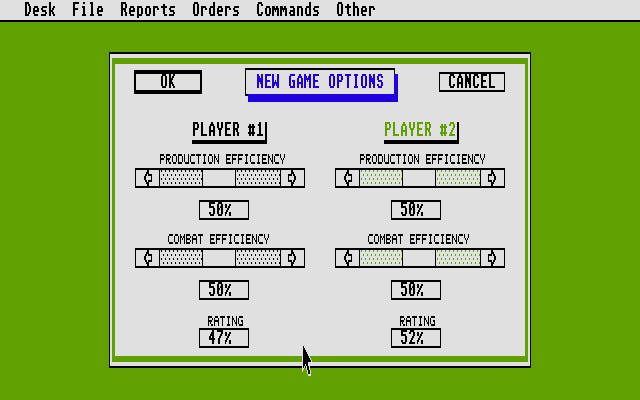 Desk File Reports Orders Commands Other
OK NEW GAME OPTIONS CANCEL
PLAYER #1 PLAYER #2
PRODUCTION EFFICIENCY PRODUCTION EFFICIENCY
50% 50%
COMBAT EFFICIENCY COMBAT EFFICIENCY
50% 50%
RATING RATING
47% 52%